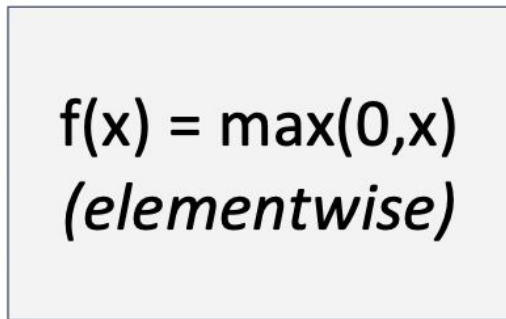 f(x) = max(0,x)
(elementwise)